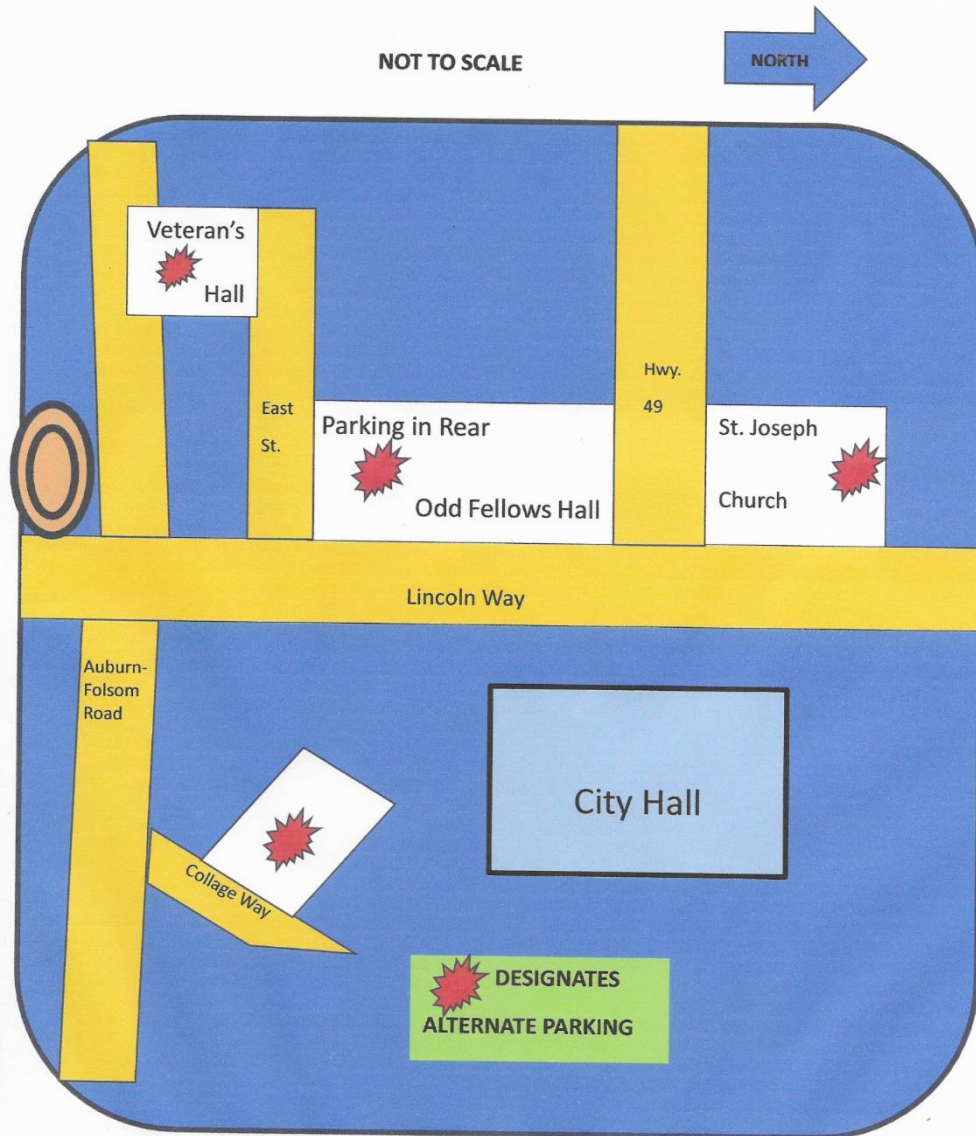 NOT TO SCALE
NORTH
Veteran's
Hall
East
St.
Parking in Rear
Odd Fellows Hall
Hwy.
49
St. Joseph
Church
Lincoln Way
Auburn-
Folsom
Road
City Hall
Collage Way
DESIGNATES
ALTERNATE PARKING